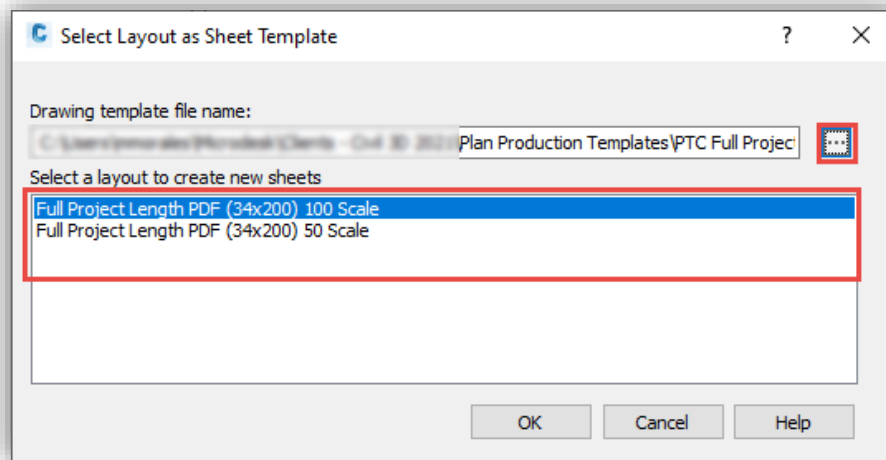 Select Layout as Sheet Template
Drawing template file name:
Plan Production Templates\PTC Full Projec
Select a layout to create new sheets
Full Project Length PDF (34x200) 100 Scale
Full Project Length PDF (34x200) 50 Scale
OK Cancel Help